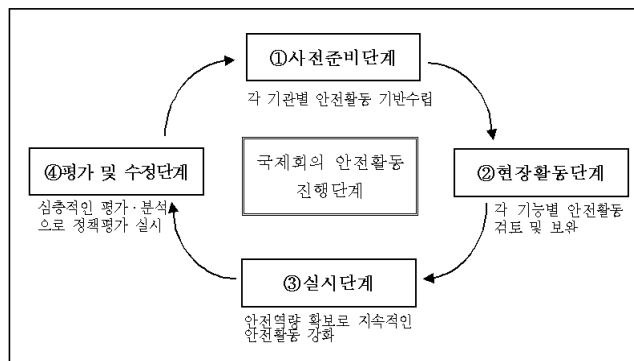 ①사전준비단계
각 기관별 안전활동 기반수립
국제회의 안전활동
진행단계
②현장활동단계
각 기능별 안전활동
검토 및 보완
③실시단계
안전역량 확보로 지속적인
안전활동 강화
④평가 및 수정단계
심층적인 평가·분석
으로 정책평가 실시